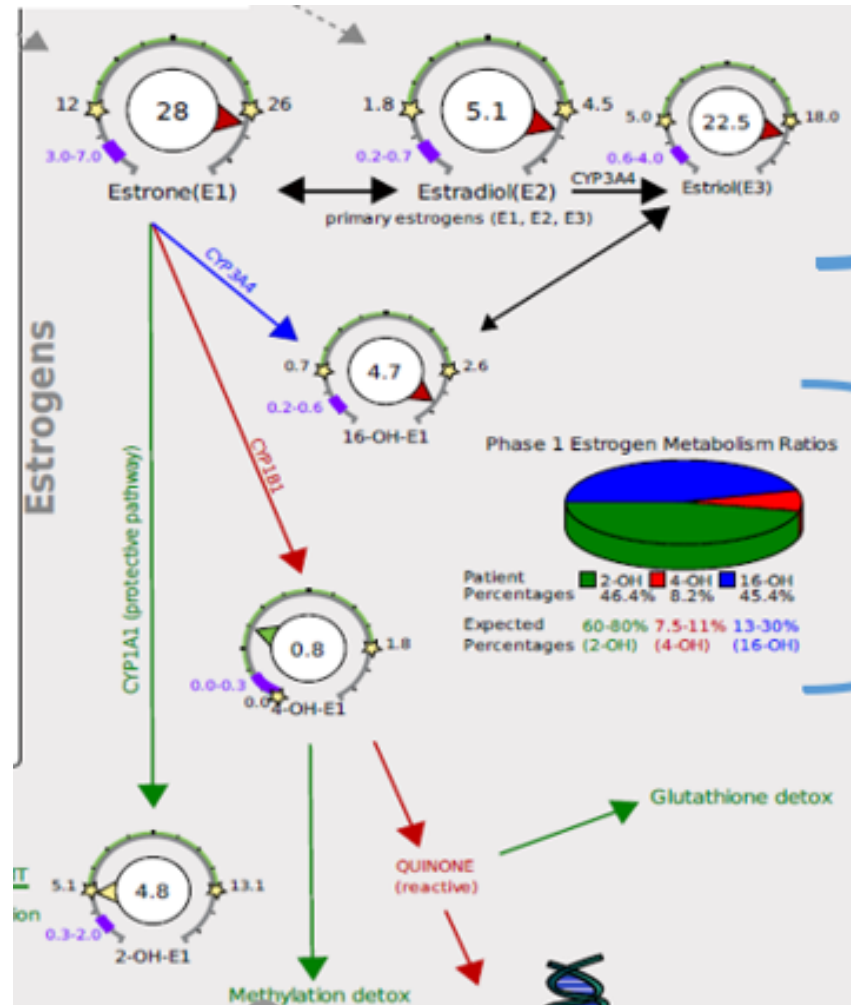 12
28
26
3.0-7.0
Estrone(E1)
1.8
5.1
4.5
0.2-0.7
Estradiol(E2)
CYP3A4
5.0
22.5
18.0
0.6-4.0
Estriol(E3)
primary estrogens (E1, E2, E3)
Estrogens
CYP3A4
0.7
4.7
2.6
0.2-0.6
16-OH-E1
CYP1B1
CYP1A1 (protective pathway)
Phase 1 Estrogen Metabolism Ratios
Patient 2-OH 4-OH 16-OH
Percentages 46.4% 8.2% 45.4%
Expected 60-80% 7.5-11% 13-30%
Percentages (2-OH) (4-OH) (16-OH)
0.8
1.8
0.0-0.3
0.0
4-OH-E1
Glutathione detox
QUINONE
(reactive)
5.1
4.8
13.1
0.3-2.0
2-OH-E1
Methylation detox